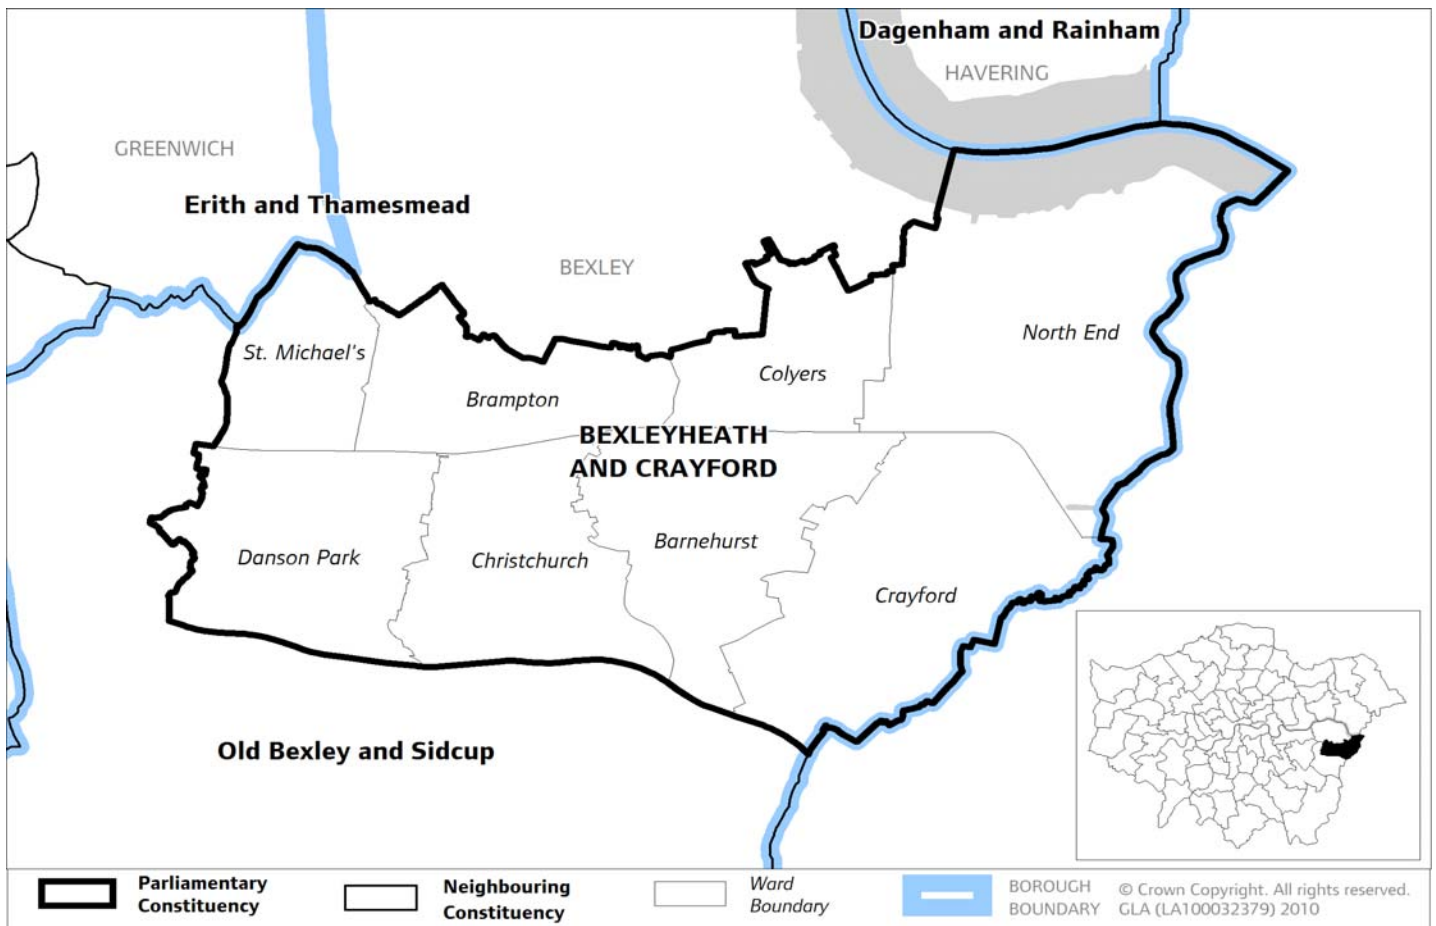 Dagenham and Rainham
HAVERING
GREENWICH
Erith and Thamesmead
BEXLEY
North End
St. Michael's
Colyers
Brampton
BEXLEYHEATH
AND CRAYFORD
Barnehurst
Danson Park
Christchurch
Crayford
Old Bexley and Sidcup
Parliamentary
Constituency
Neighbouring
Constituency
Ward
Boundary
BOROUGH
BOUNDARY
© Crown Copyright. All rights reserved.
GLA (LA100032379) 2010